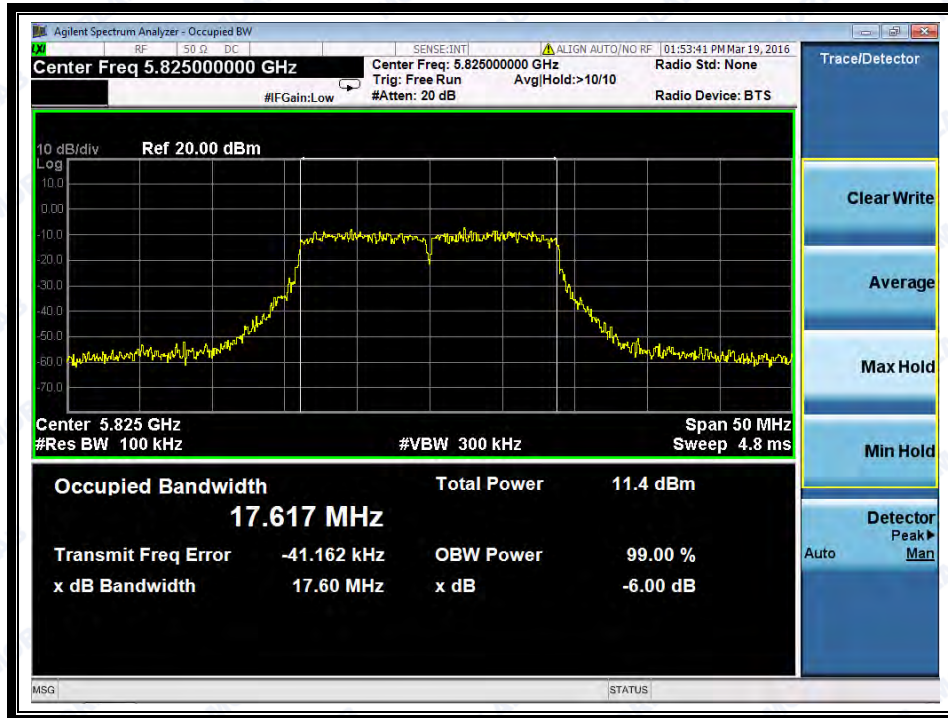 Agilent Spectrum Analyzer - Occupied BW
LXI RF 50 Ω DC SENSE:INT ALIGN AUTO/NO RF 01:53:41 PM Mar 19, 2016
Center Freq 5.825000000 GHz Center Freq: 5.825000000 GHz Radio Std: None Trace/Detector
Trig: Free Run Avg|Hold:>10/10
#IFGain:Low #Atten: 20 dB Radio Device: BTS
10 dB/div Ref 20.00 dBm
Log
10.0
0.00
-10.0
-20.0
-30.0
-40.0
-50.0
-60.0
-70.0
Center 5.825 GHz Span 50 MHz
#Res BW 100 kHz #VBW 300 kHz Sweep 4.8 ms
Clear Write
Average
Max Hold
Min Hold
Detector
Peak▶
Auto Man
Occupied Bandwidth Total Power 11.4 dBm
17.617 MHz
Transmit Freq Error -41.162 kHz OBW Power 99.00 %
x dB Bandwidth 17.60 MHz x dB -6.00 dB
MSG STATUS